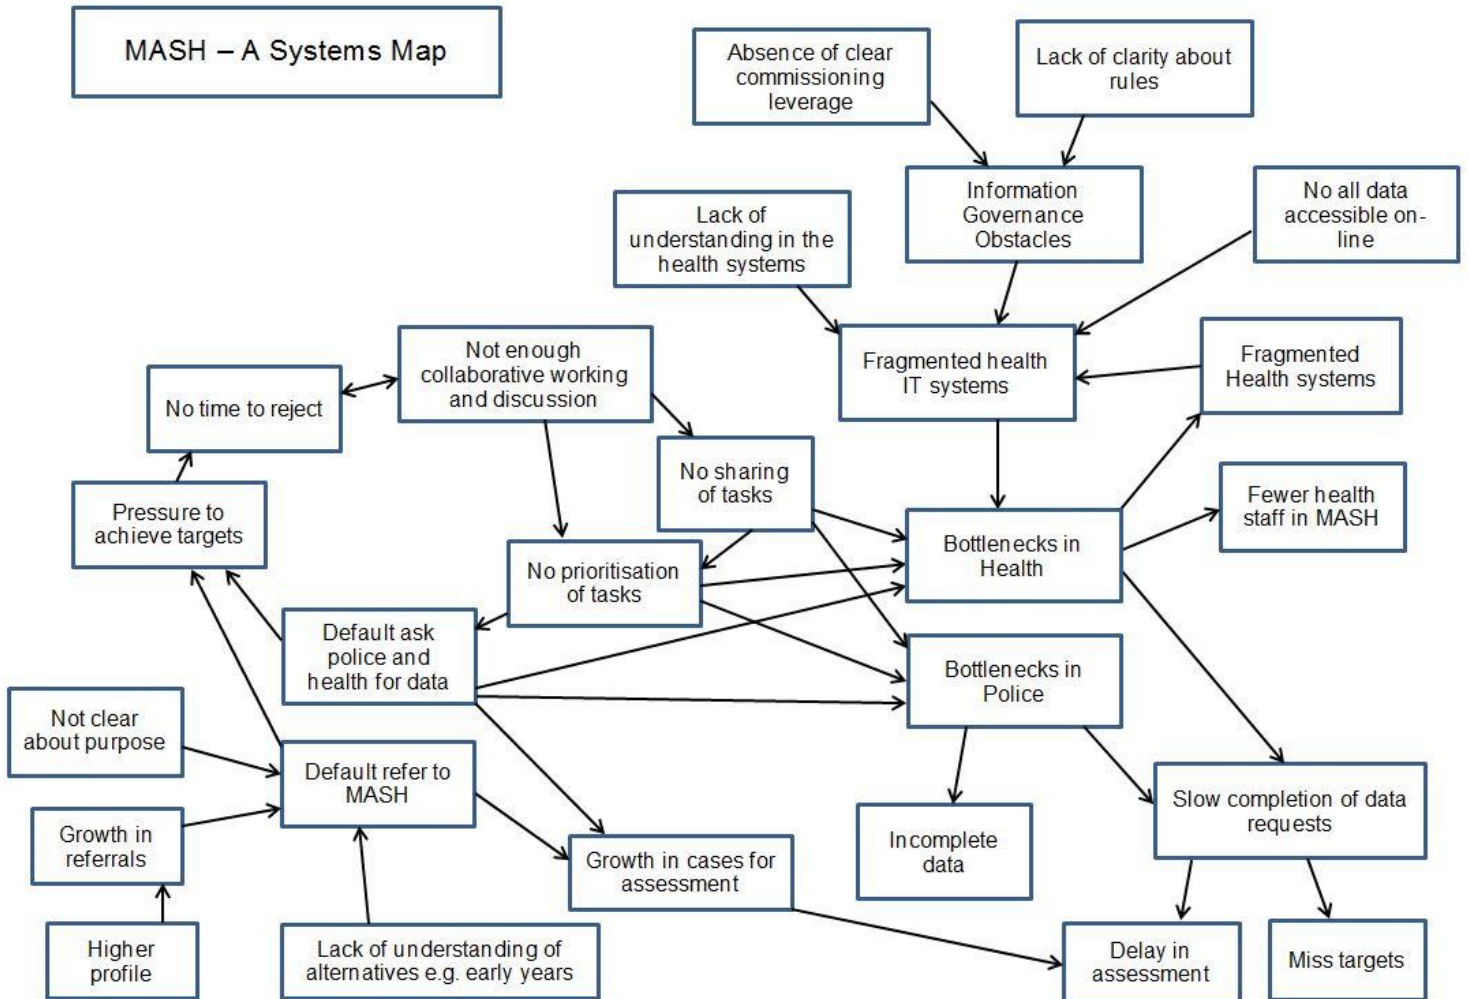 MASH – A Systems Map
Absence of clear
commissioning
leverage
Lack of clarity about
rules
Information
Governance
Obstacles
No all data
accessible on-
line
Lack of
understanding in the
health systems
Fragmented health
IT systems
Fragmented
Health systems
Not enough
collaborative working
and discussion
No time to reject
No sharing
of tasks
Fewer health
staff in MASH
Pressure to
achieve targets
Bottlenecks in
Health
No prioritisation
of tasks
Default ask
police and
health for data
Bottlenecks in
Police
Not clear
about purpose
Default refer to
MASH
Slow completion of data
requests
Growth in
referrals
Growth in cases for
assessment
Incomplete
data
Higher
profile
Lack of understanding of
alternatives e.g. early years
Delay in
assessment
Miss targets